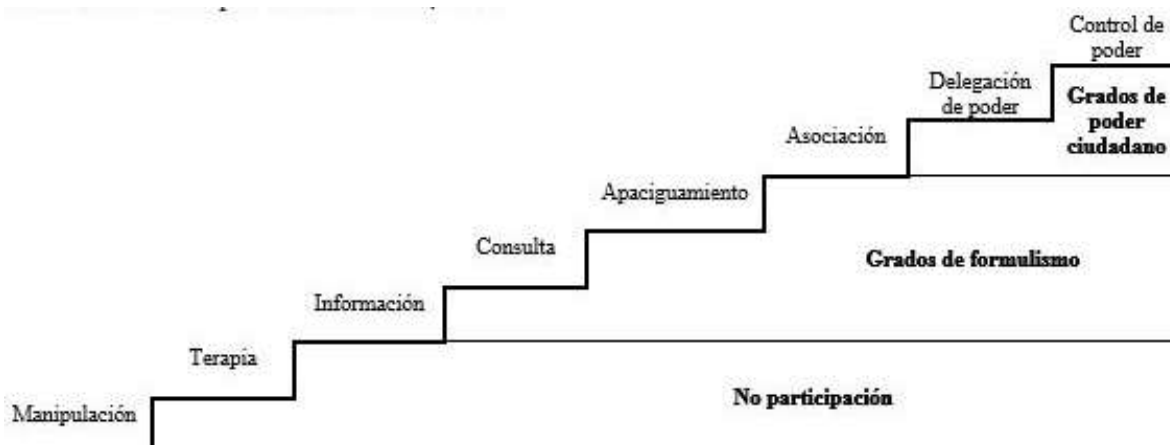 Control de
poder
Delegación
de poder
Grados de
poder
ciudadano
Asociación
Apaciguamiento
Consulta
Grados de formulismo
Información
Terapia
No participación
Manipulación